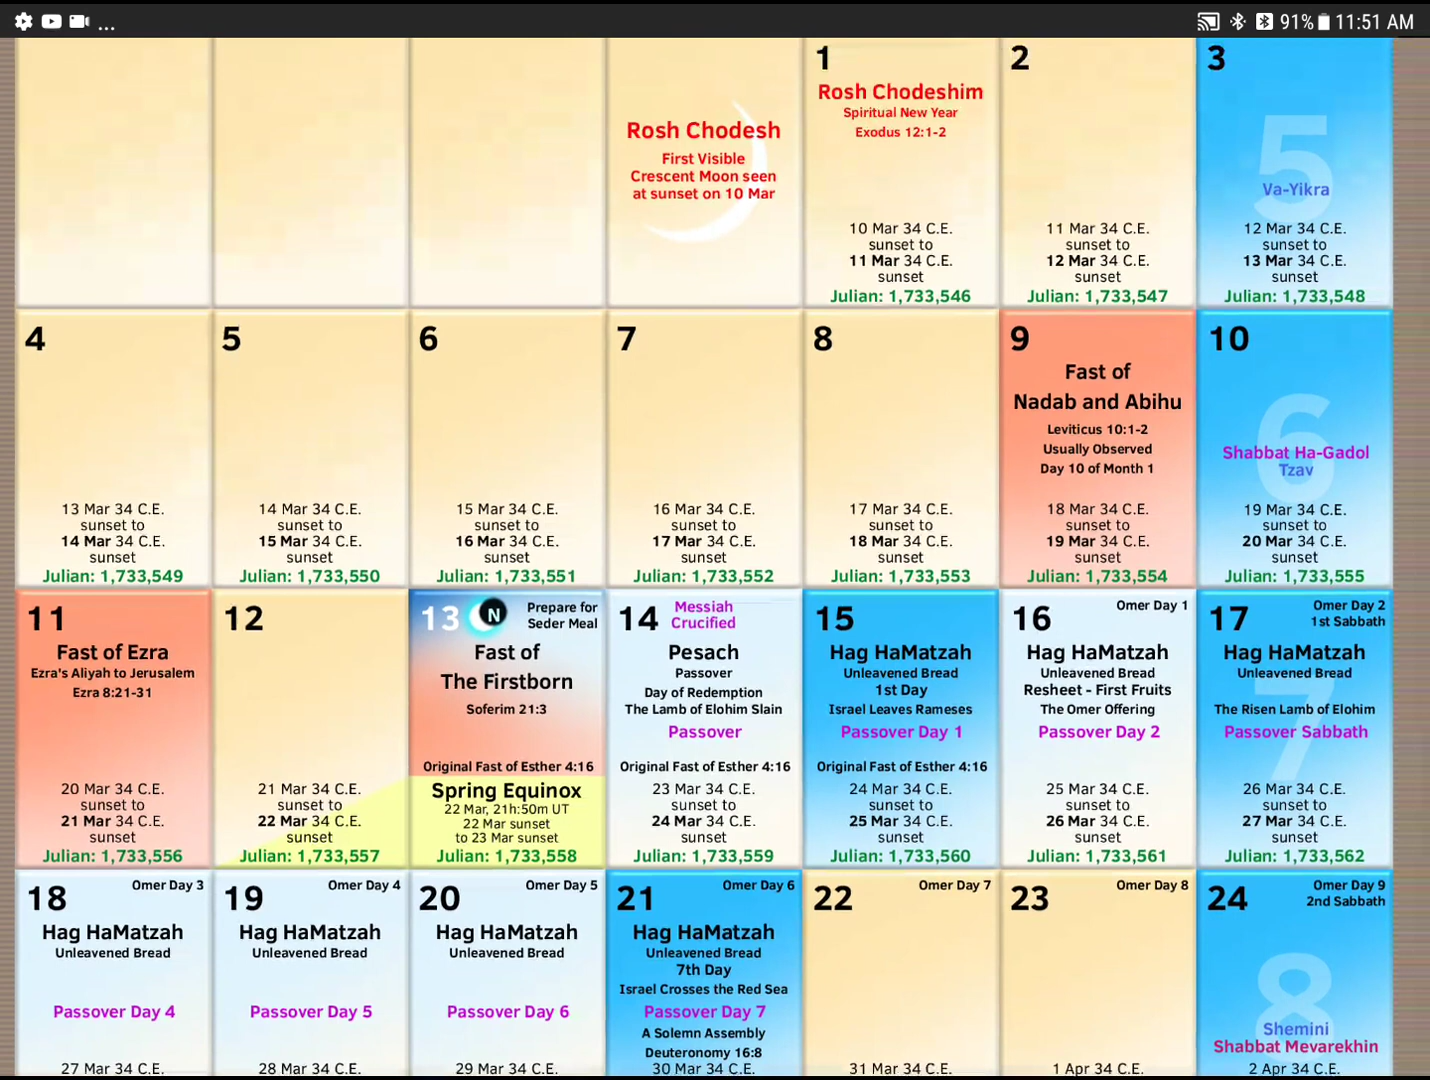 ...
91% 11:51 AM
Rosh Chodesh
First Visible
Crescent Moon seen
at sunset on 10 Mar
1
Rosh Chodeshim
Spiritual New Year
Exodus 12:1-2
10 Mar 34 C.E.
sunset to
11 Mar 34 C.E.
sunset
Julian: 1,733,546
2
11 Mar 34 C.E.
sunset to
12 Mar 34 C.E.
sunset
Julian: 1,733,547
3
5
Va-Yikra
12 Mar 34 C.E.
sunset to
13 Mar 34 C.E.
sunset
Julian: 1,733,548
4
13 Mar 34 C.E.
sunset to
14 Mar 34 C.E.
sunset
Julian: 1,733,549
5
14 Mar 34 C.E.
sunset to
15 Mar 34 C.E.
sunset
Julian: 1,733,550
6
15 Mar 34 C.E.
sunset to
16 Mar 34 C.E.
sunset
Julian: 1,733,551
7
16 Mar 34 C.E.
sunset to
17 Mar 34 C.E.
sunset
Julian: 1,733,552
8
17 Mar 34 C.E.
sunset to
18 Mar 34 C.E.
sunset
Julian: 1,733,553
9
Fast of
Nadab and Abihu
Leviticus 10:1-2
Usually Observed
Day 10 of Month 1
18 Mar 34 C.E.
sunset to
19 Mar 34 C.E.
sunset
Julian: 1,733,554
10
6
Shabbat Ha-Gadol
Tzav
19 Mar 34 C.E.
sunset to
20 Mar 34 C.E.
sunset
Julian: 1,733,555
11
Fast of Ezra
Ezra's Aliyah to Jerusalem
Ezra 8:21-31
20 Mar 34 C.E.
sunset to
21 Mar 34 C.E.
sunset
Julian: 1,733,556
12
21 Mar 34 C.E.
sunset to
22 Mar 34 C.E.
sunset
Julian: 1,733,557
13 N
Prepare for
Seder Meal
Fast of
The Firstborn
Soferim 21:3
Original Fast of Esther 4:16
Spring Equinox
22 Mar, 21h:50m UT
22 Mar sunset
to 23 Mar sunset
Julian: 1,733,558
14
Messiah
Crucified
Pesach
Passover
Day of Redemption
The Lamb of Elohim Slain
Passover
Original Fast of Esther 4:16
23 Mar 34 C.E.
sunset to
24 Mar 34 C.E.
sunset
Julian: 1,733,559
15
Hag HaMatzah
Unleavened Bread
1st Day
Israel Leaves Rameses
Passover Day 1
Original Fast of Esther 4:16
24 Mar 34 C.E.
sunset to
25 Mar 34 C.E.
sunset
Julian: 1,733,560
16
Omer Day 1
Hag HaMatzah
Unleavened Bread
Resheet - First Fruits
The Omer Offering
Passover Day 2
25 Mar 34 C.E.
sunset to
26 Mar 34 C.E.
sunset
Julian: 1,733,561
17
Omer Day 2
1st Sabbath
Hag HaMatzah
Unleavened Bread
7
The Risen Lamb of Elohim
Passover Sabbath
26 Mar 34 C.E.
sunset to
27 Mar 34 C.E.
sunset
Julian: 1,733,562
18
Omer Day 3
Hag HaMatzah
Unleavened Bread
Passover Day 4
27 Mar 34 C.E.
19
Omer Day 4
Hag HaMatzah
Unleavened Bread
Passover Day 5
28 Mar 34 C.E.
20
Omer Day 5
Hag HaMatzah
Unleavened Bread
Passover Day 6
29 Mar 34 C.E.
21
Omer Day 6
Hag HaMatzah
Unleavened Bread
7th Day
Israel Crosses the Red Sea
Passover Day 7
A Solemn Assembly
Deuteronomy 16:8
30 Mar 34 C.E.
22
Omer Day 7
31 Mar 34 C.E.
23
Omer Day 8
1 Apr 34 C.E.
24
Omer Day 9
2nd Sabbath
8
Shemini
Shabbat Mevarekhin
2 Apr 34 C.E.